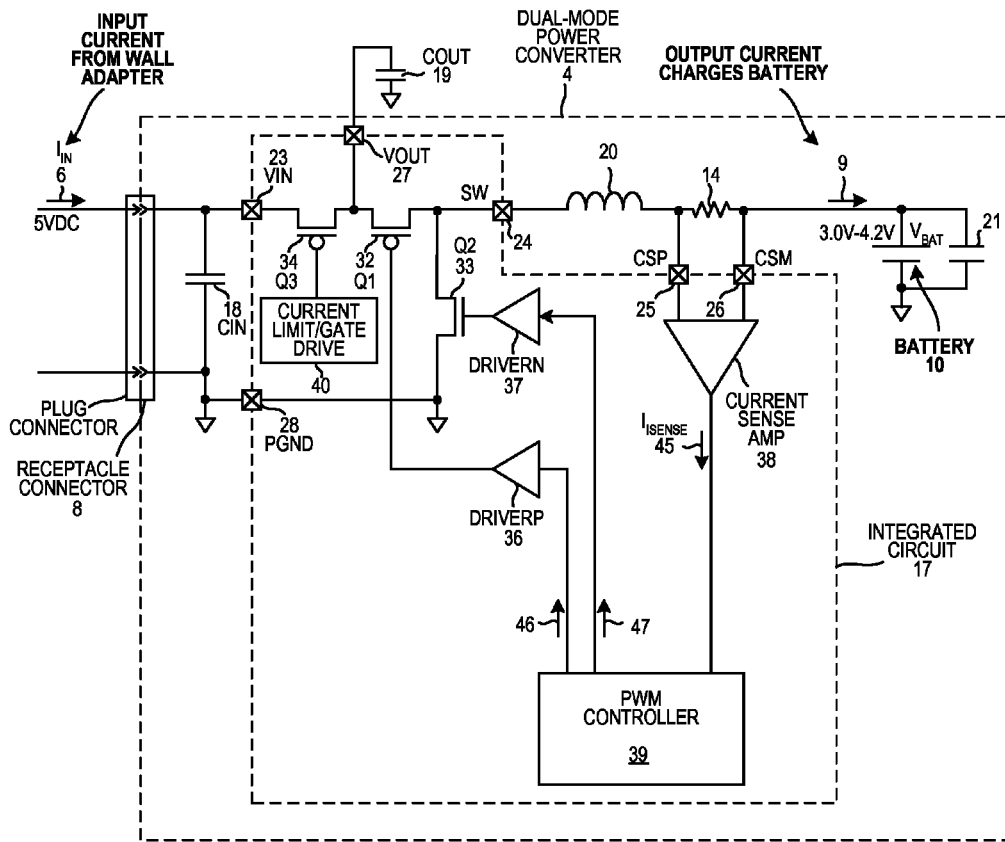 INPUT
CURRENT
FROM WALL
ADAPTER
DUAL-MODE
POWER
CONVERTER
4
OUTPUT CURRENT
CHARGES BATTERY
COUT
19
IIN
6
5VDC
23
VIN
VOUT
27
SW
24
20
14
9
3.0V-4.2V
VBAT
21
34
Q3
32
Q1
Q2
33
CSP
25
CSM
26
18
CIN
CURRENT
LIMIT/GATE
DRIVE
40
DRIVERN
37
BATTERY
10
CURRENT
SENSE
AMP
38
PLUG
CONNECTOR
RECEPTACLE
CONNECTOR
8
28
PGND
IISENSE
45
DRIVERP
36
INTEGRATED
CIRCUIT
17
46
47
PWM
CONTROLLER
39